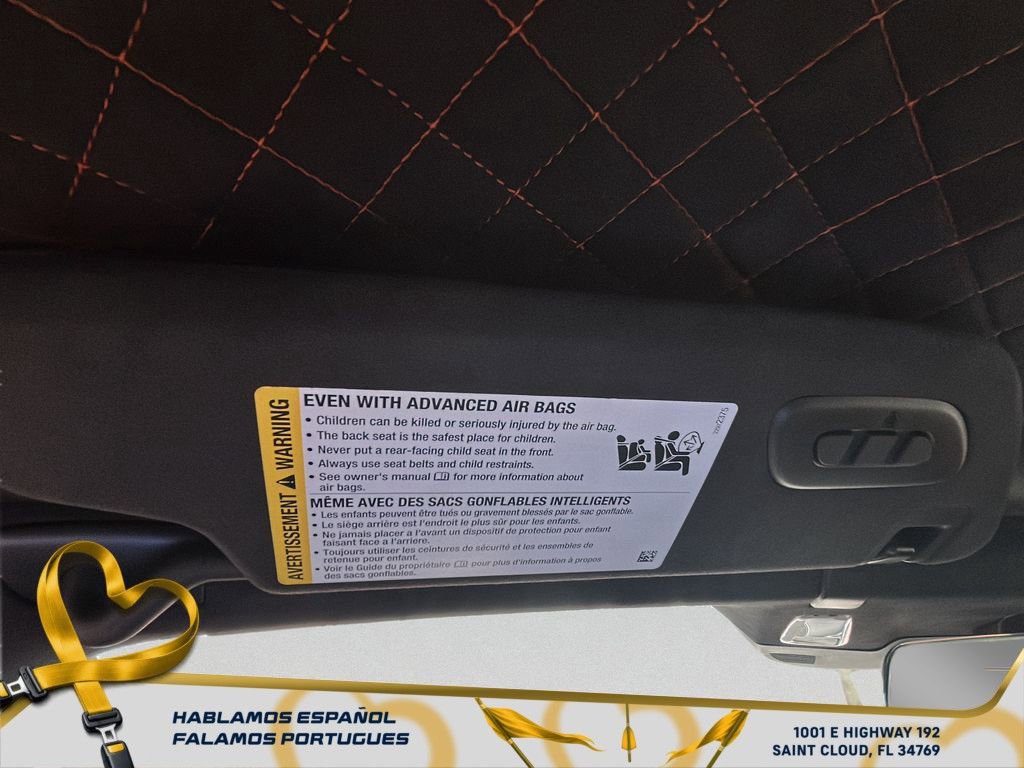 AVERTISSEMENT ⚠ WARNING
EVEN WITH ADVANCED AIR BAGS
• Children can be killed or seriously injured by the air bag.
• The back seat is the safest place for children.
• Never put a rear-facing child seat in the front.
• Always use seat belts and child restraints.
• See owner's manual for more information about
air bags.
MÊME AVEC DES SACS GONFLABLES INTELLIGENTS
• Les enfants peuvent être tués ou gravement blessés par le sac gonflable.
• Le siège arrière est l'endroit le plus sûr pour les enfants.
• Ne jamais placer a l'avant un dispositif de protection pour enfant
faisant face a l'arriere.
• Toujours utiliser les ceintures de sécurité et les ensembles de
retenue pour enfant.
• Voir le Guide du propriétaire pour plus d'information à propos
des sacs gonflables.
HABLAMOS ESPAÑOL
FALAMOS PORTUGUES
1001 E HIGHWAY 192
SAINT CLOUD, FL 34769